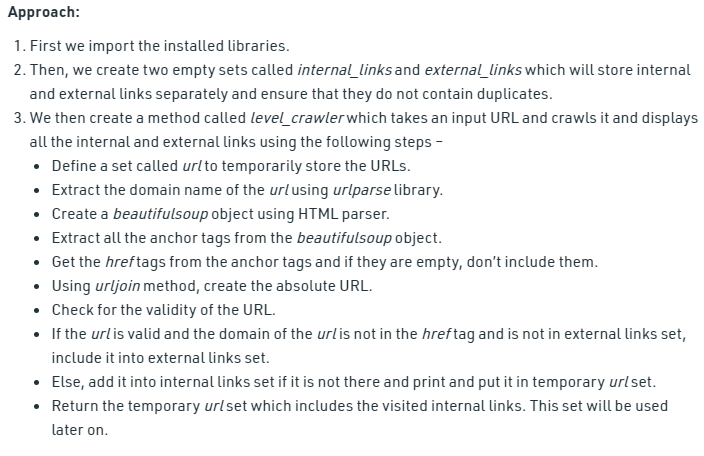 Approach:
1. First we import the installed libraries.
2. Then, we create two empty sets called internal_links and external_links which will store internal
and external links separately and ensure that they do not contain duplicates.
3. We then create a method called level_crawler which takes an input URL and crawls it and displays
all the internal and external links using the following steps –
• Define a set called url to temporarily store the URLs.
• Extract the domain name of the url using urlparse library.
• Create a beautifulsoup object using HTML parser.
• Extract all the anchor tags from the beautifulsoup object.
• Get the href tags from the anchor tags and if they are empty, don't include them.
• Using urljoin method, create the absolute URL.
• Check for the validity of the URL.
• If the url is valid and the domain of the url is not in the href tag and is not in external links set,
include it into external links set.
• Else, add it into internal links set if it is not there and print and put it in temporary url set.
• Return the temporary url set which includes the visited internal links. This set will be used
later on.